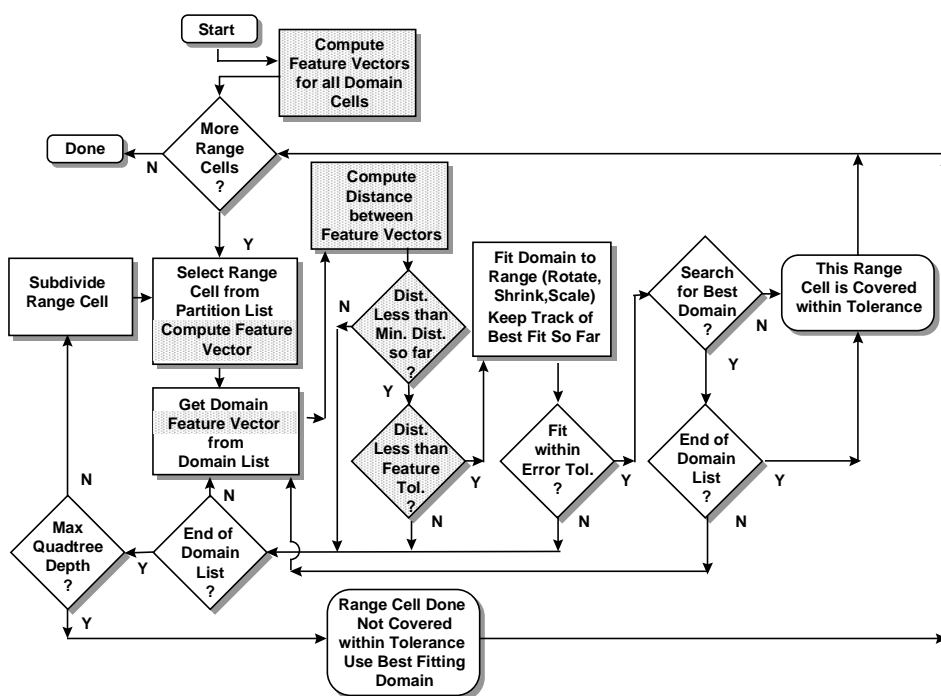 Start
Compute
Feature Vectors
for all Domain
Cells
More
Range
Cells
?
Done
N
Y
Compute
Distance
between
Feature Vectors
Subdivide
Range Cell
Select Range
Cell from
Partition List
Compute Feature
Vector
N
Dist.
Less than
Min. Dist.
so far
?
Y
Fit Domain to
Range (Rotate,
Shrink,Scale)
Keep Track of
Best Fit So Far
Search
for Best
Domain
?
N
Y
This Range
Cell is Covered
within Tolerance
Get Domain
Feature Vector
from
Domain List
Dist.
Less than
Feature
Tol.
?
Y
N
Fit
within
Error Tol.
?
Y
N
End of
Domain
List
?
Y
N
N
Max
Quadtree
Depth
?
Y
Y
N
End of
Domain
List
?
Range Cell Done
Not Covered
within Tolerance
Use Best Fitting
Domain